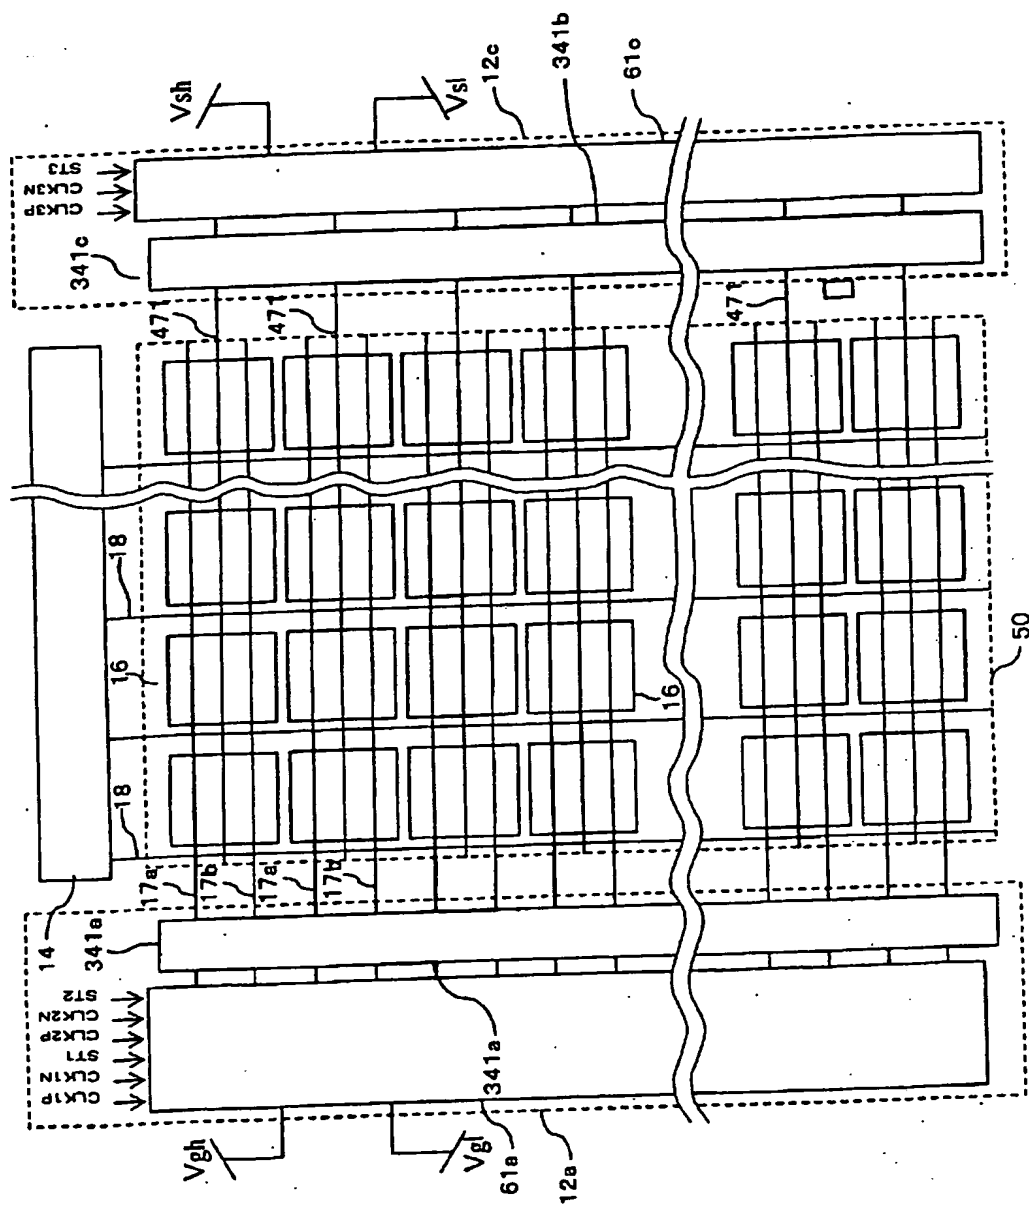 Vsh
Vsl
12c
341b
61c
ST3
CLK3N
CLK3P
341c
471
471
471
18
16
16
18
50
17a
17b
17a
17b
14
341a
ST2
CLK2N
CLK2P
ST1
CLK1N
CLK1P
341a
61a
12a
Vgh
Vgl